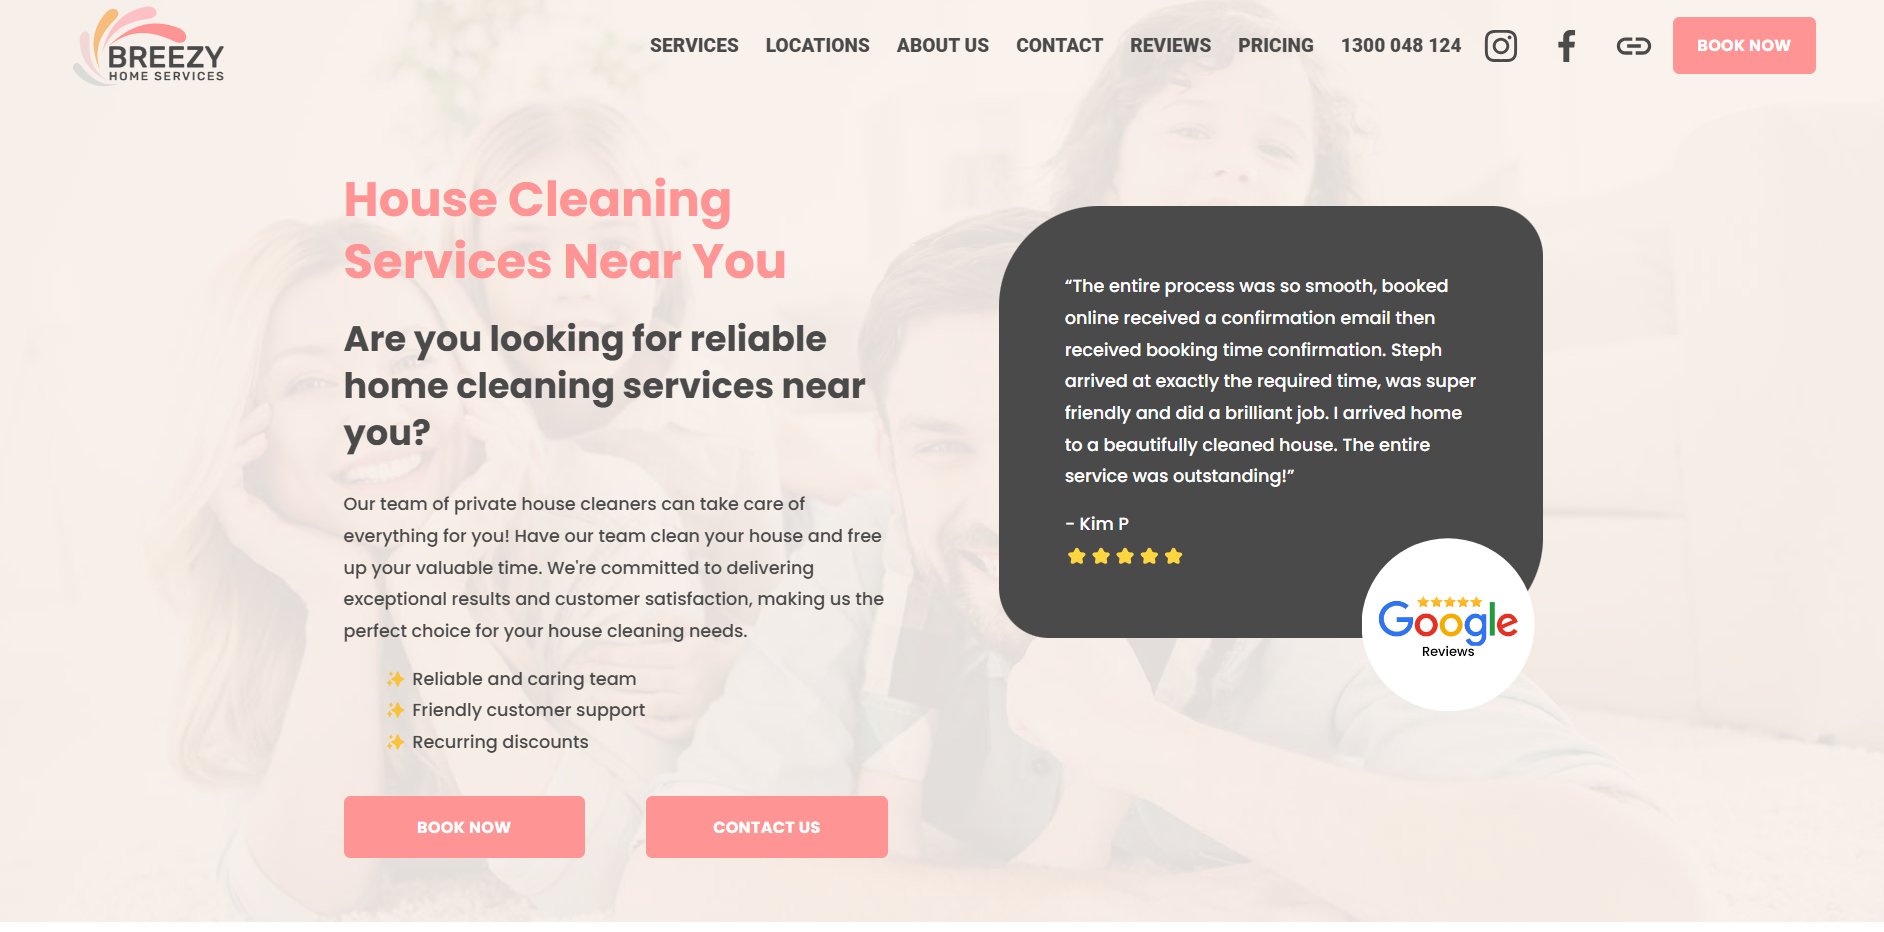 BREEZY
HOME SERVICES
SERVICES LOCATIONS ABOUT US CONTACT REVIEWS PRICING 1300 048 124
BOOK NOW
House Cleaning
Services Near You
Are you looking for reliable
home cleaning services near
you?
Our team of private house cleaners can take care of
everything for you! Have our team clean your house and free
up your valuable time. We're committed to delivering
exceptional results and customer satisfaction, making us the
perfect choice for your house cleaning needs.
✨ Reliable and caring team
✨ Friendly customer support
✨ Recurring discounts
BOOK NOW
CONTACT US
“The entire process was so smooth, booked
online received a confirmation email then
received booking time confirmation. Steph
arrived at exactly the required time, was super
friendly and did a brilliant job. I arrived home
to a beautifully cleaned house. The entire
service was outstanding!”
- Kim P
Google
Reviews